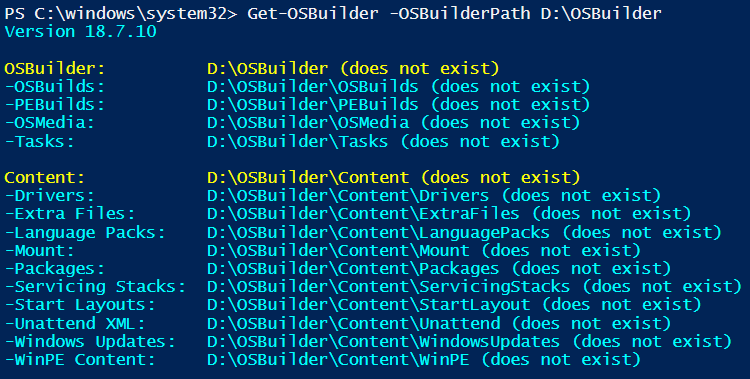 PS C:\windows\system32> Get-OSBuilder -OSBuilderPath D:\OSBuilder
Version 18.7.10
OSBuilder: D:\OSBuilder (does not exist)
-OSBuilds: D:\OSBuilder\OSBuilds (does not exist)
-PEBuilds: D:\OSBuilder\PEBuilds (does not exist)
-OSMedia: D:\OSBuilder\OSMedia (does not exist)
-Tasks: D:\OSBuilder\Tasks (does not exist)
Content: D:\OSBuilder\Content (does not exist)
-Drivers: D:\OSBuilder\Content\Drivers (does not exist)
-Extra Files: D:\OSBuilder\Content\ExtraFiles (does not exist)
-Language Packs: D:\OSBuilder\Content\LanguagePacks (does not exist)
-Mount: D:\OSBuilder\Content\Mount (does not exist)
-Packages: D:\OSBuilder\Content\Packages (does not exist)
-Servicing Stacks: D:\OSBuilder\Content\ServicingStacks (does not exist)
-Start Layouts: D:\OSBuilder\Content\StartLayout (does not exist)
-Unattend XML: D:\OSBuilder\Content\Unattend (does not exist)
-Windows Updates: D:\OSBuilder\Content\WindowsUpdates (does not exist)
-WinPE Content: D:\OSBuilder\Content\WinPE (does not exist)